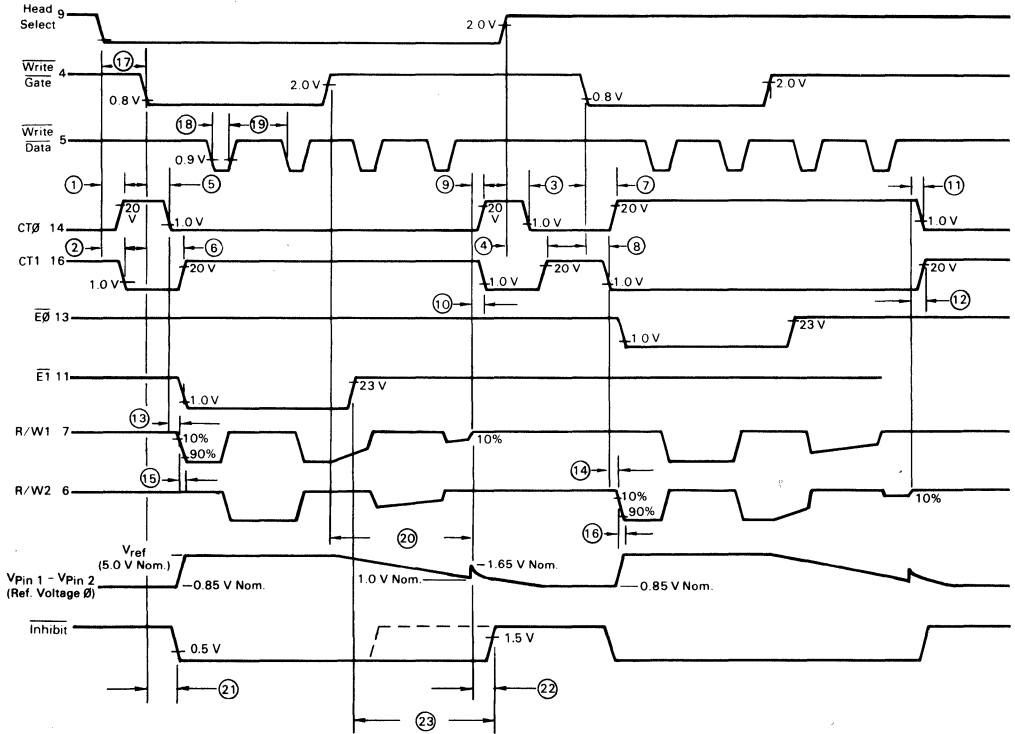 Head 9
Select
2.0 V
17
Write 4
Gate
0.8 V
2.0 V
0.8 V
2.0 V
18
19
Write 5
Data
0.9 V
1
5
9
3
7
11
20 V
1.0 V
20 V
1.0 V
20 V
1.0 V
CTØ 14
2
6
4
8
CT1 16
1.0 V
20 V
1.0 V
20 V
1.0 V
20 V
10
12
EØ 13
1.0 V
23 V
E1 11
1.0 V
23 V
13
R/W1 7
10%
90%
10%
15
14
R/W2 6
10%
90%
10%
16
20
Vref
(5.0 V Nom.)
VPin 1 – VPin 2
(Ref. Voltage Ø)
0.85 V Nom.
1.0 V Nom.
1.65 V Nom.
0.85 V Nom.
Inhibit
0.5 V
1.5 V
21
22
23